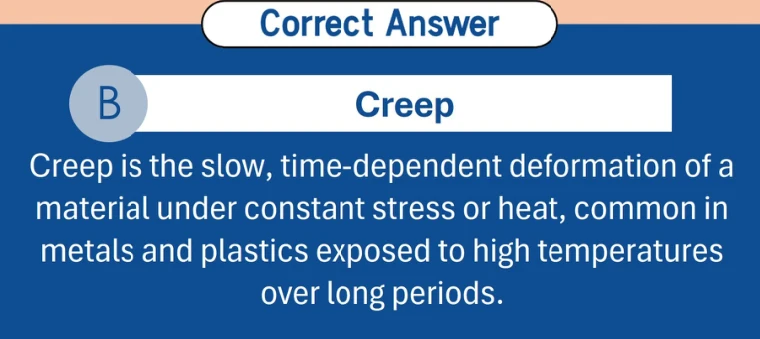 Correct Answer
B
Creep
Creep is the slow, time-dependent deformation of a
material under constant stress or heat, common in
metals and plastics exposed to high temperatures
over long periods.